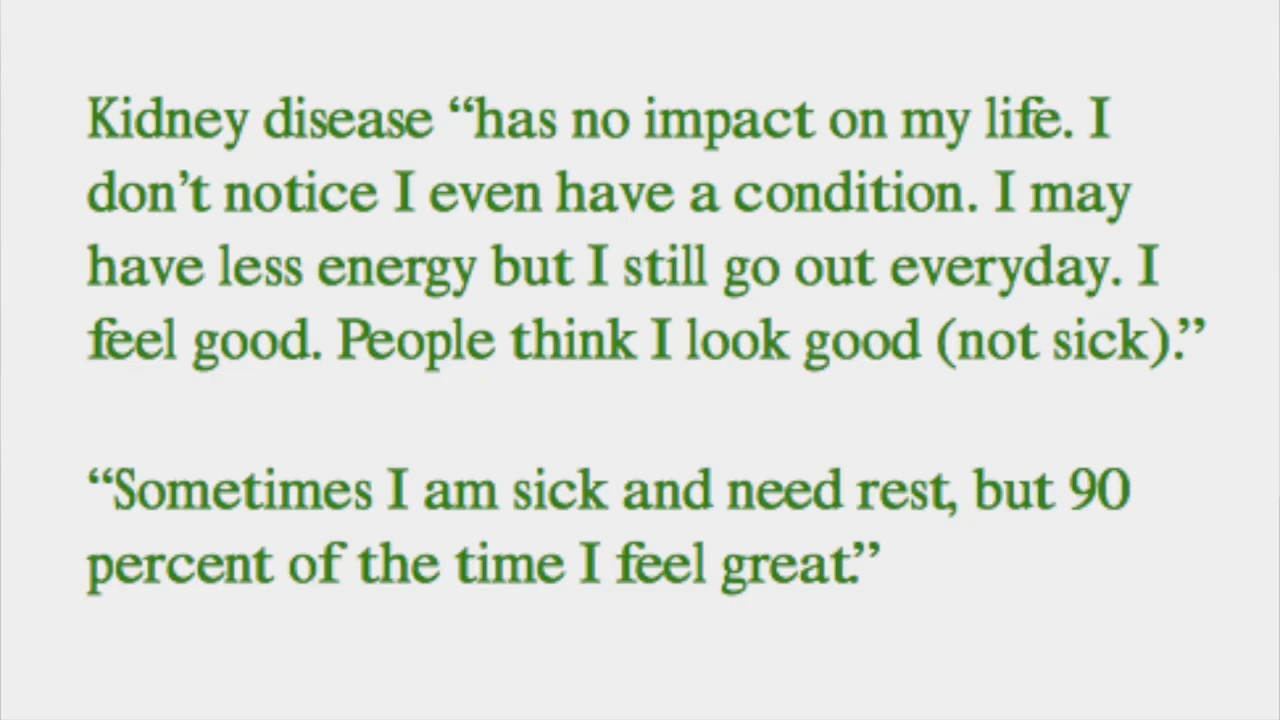 Kidney disease “has no impact on my life. I
don’t notice I even have a condition. I may
have less energy but I still go out everyday. I
feel good. People think I look good (not sick).”
“Sometimes I am sick and need rest, but 90
percent of the time I feel great.”